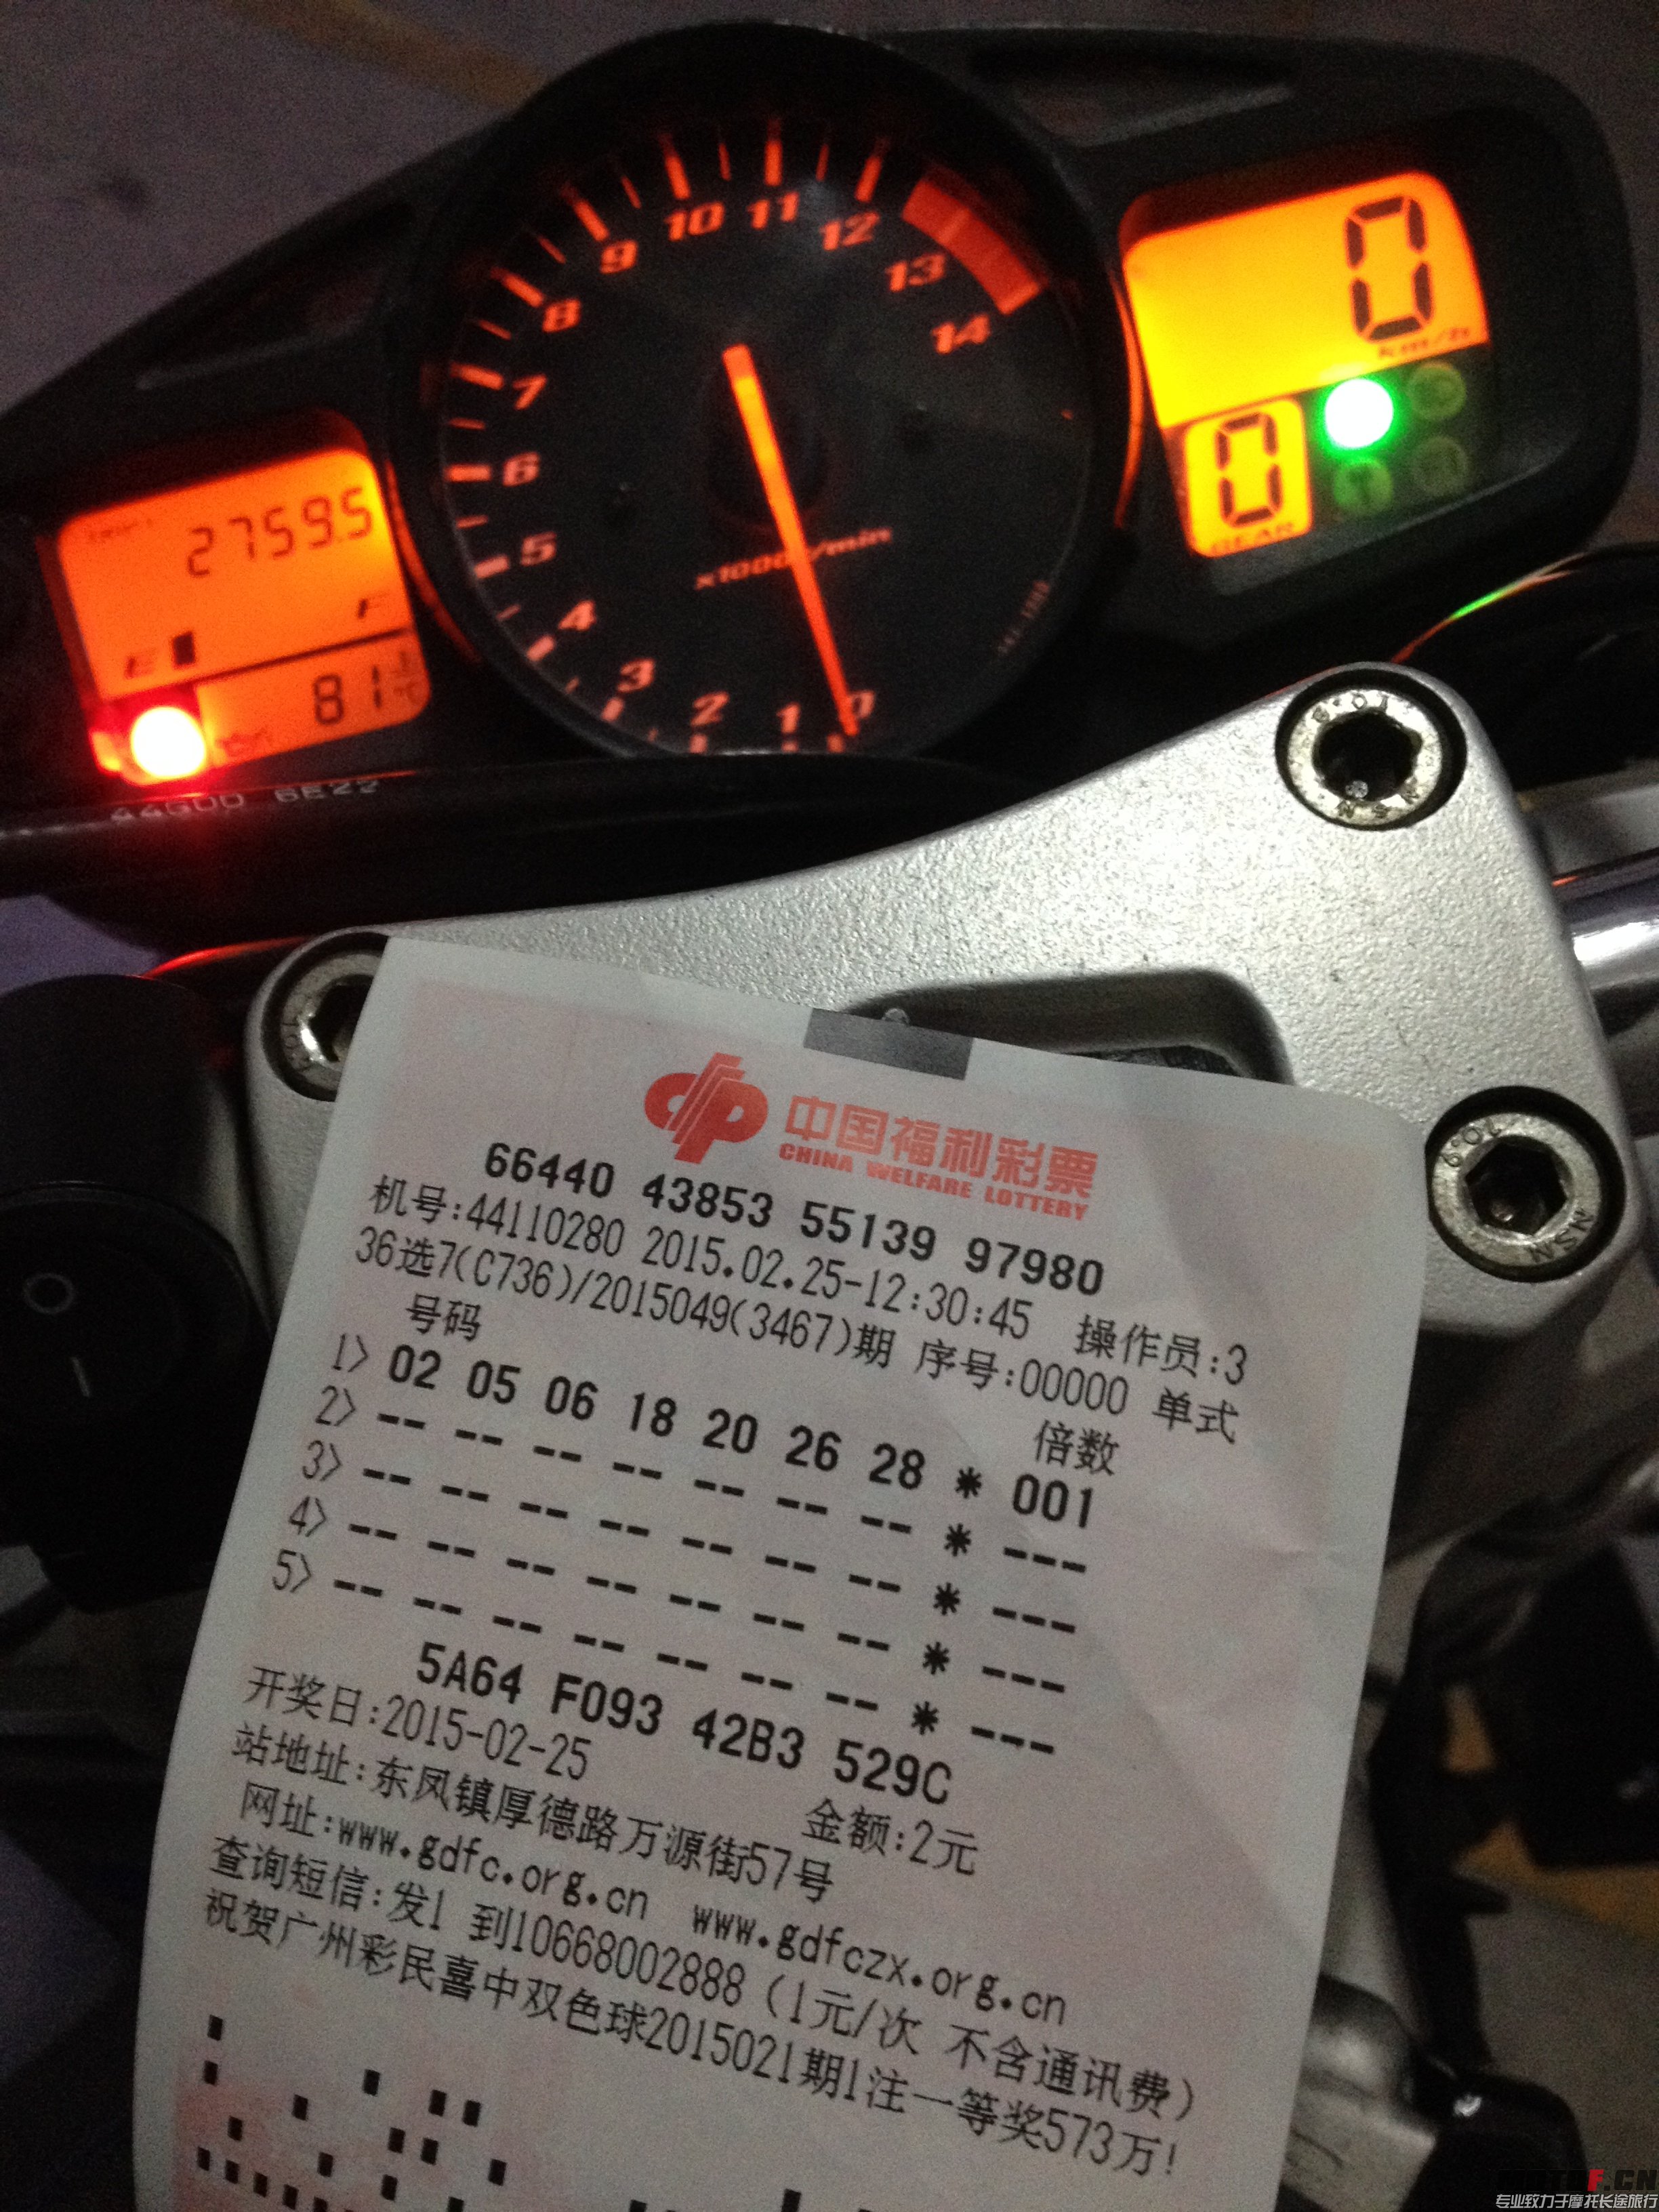 10 11 12
9 13
8 14
7
6
5
4
3
2 1 0
x1000r/min
0
km/h
0
GEAR
2759.5
E F
81 °C
44G00 6E22
中国福利彩票
CHINA WELFARE LOTTERY
66440 43853 55139 97980
机号:44110280 2015.02.25-12:30:45 操作员:3
36选7(C736)/2015049(3467)期 序号:00000 单式
号码 倍数
1> 02 05 06 18 20 26 28 * 001
2> -- -- -- -- -- -- -- * ---
3> -- -- -- -- -- -- -- * ---
4> -- -- -- -- -- -- -- * ---
5> -- -- -- -- -- -- -- * ---
5A64 F093 42B3 529C
开奖日:2015-02-25 金额:2元
站地址:东凤镇厚德路万源街57号
网址:www.gdfc.org.cn www.gdfczx.org.cn
查询短信:发1 到10668002888 (1元/次 不含通讯费)
祝贺广州彩民喜中双色球2015021期1注一等奖573万!
MOTOF.CN
专业致力于摩托长途旅行